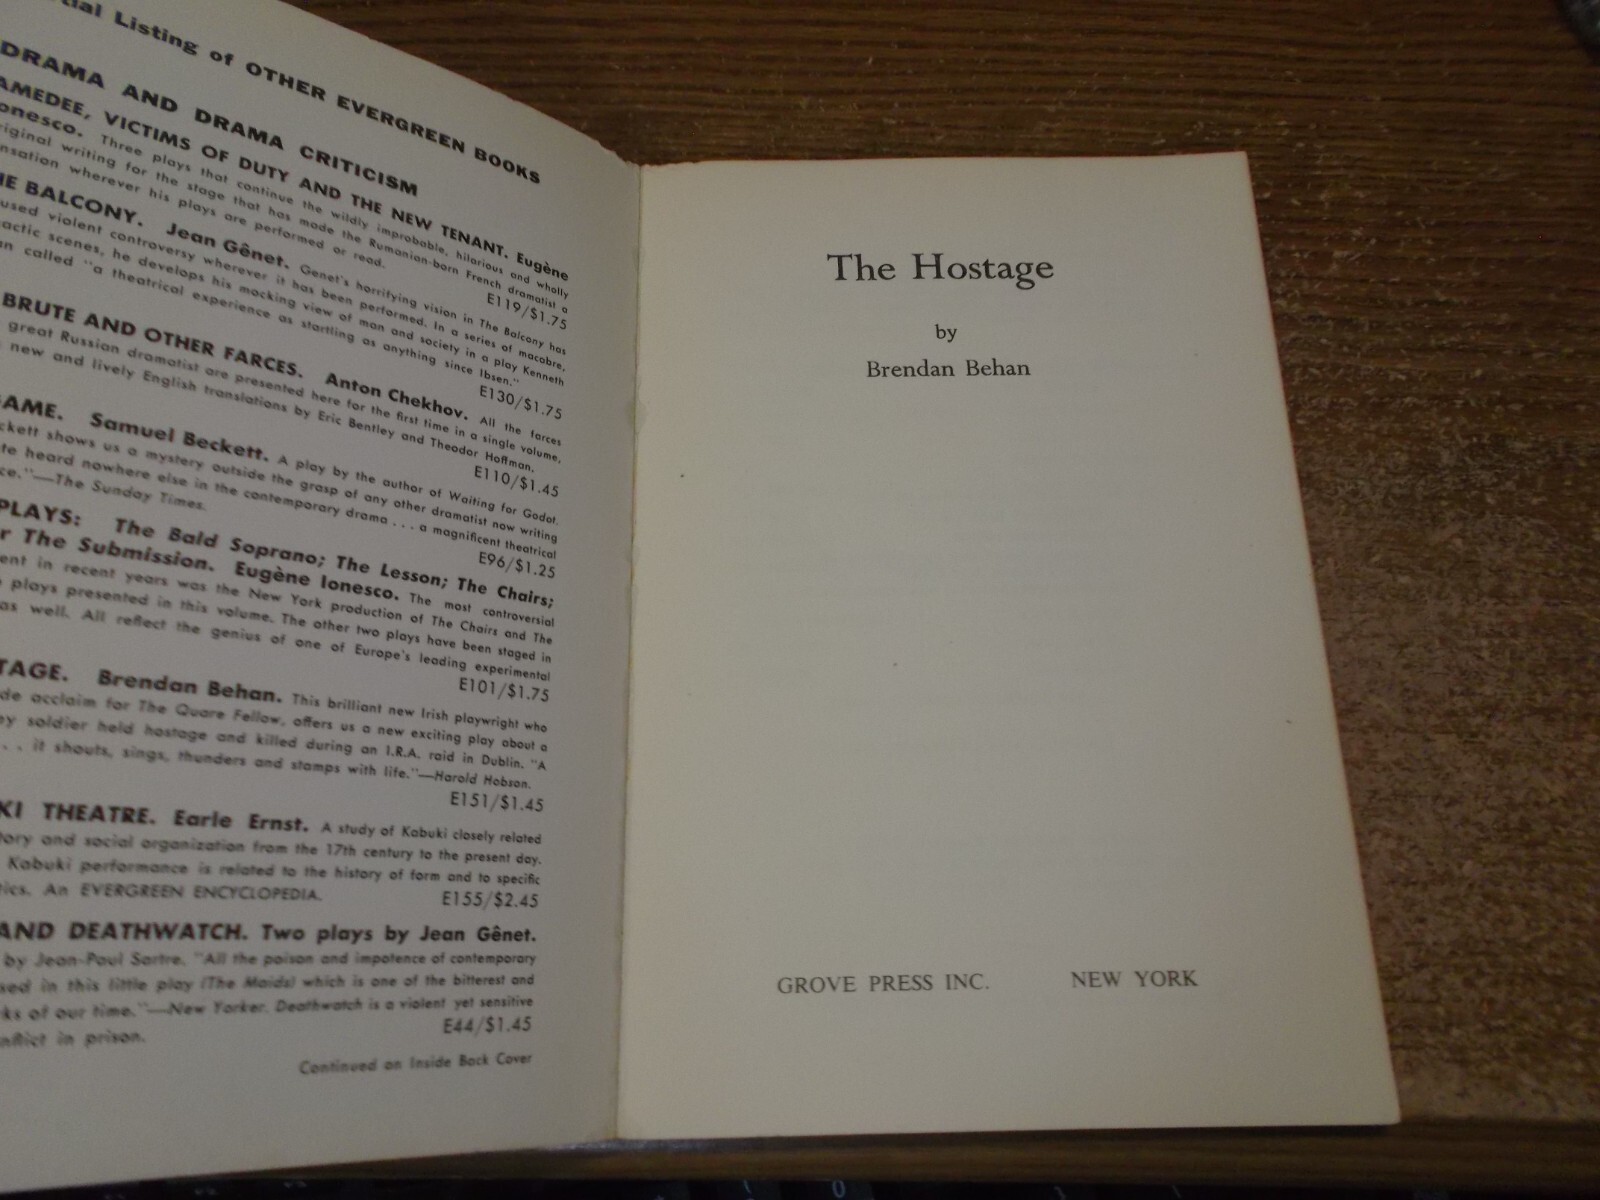 Listing of OTHER EVERGREEN BOOKS
DRAMA AND DRAMA CRITICISM
AMEDEE, VICTIMS OF DUTY AND THE NEW TENANT. Eugène
Ionesco. Three plays that continue the wildly improbable, hilarious and wholly
original writing for the stage that has made the Rumanian-born French dramatist a
sensation wherever his plays are performed or read.
E119/$1.75
THE BALCONY. Jean Gênet. Genet's horrifying vision in The Balcony has
violent controversy wherever it has been performed. In a series of macabre,
scenes, he develops his mocking view of man and society in a play Kenneth
called "a theatrical experience as startling as anything since Ibsen."
E130/$1.75
BRUTE AND OTHER FARCES. Anton Chekhov. All the farces
great Russian dramatist are presented here for the first time in a single volume,
new and lively English translations by Eric Bentley and Theodor Hoffman.
E110/$1.45
GAME. Samuel Beckett. A play by the author of Waiting for Godot.
shows us a mystery outside the grasp of any other dramatist now writing
heard nowhere else in the contemporary drama . . . a magnificent theatrical
"—The Sunday Times.
E96/$1.25
PLAYS: The Bald Soprano; The Lesson; The Chairs;
The Submission. Eugène Ionesco. The most controversial
in recent years was the New York production of The Chairs and The
plays presented in this volume. The other two plays have been staged in
as well. All reflect the genius of one of Europe's leading experimental
E101/$1.75
TAGE. Brendan Behan. This brilliant new Irish playwright who
acclaim for The Quare Fellow, offers us a new exciting play about a
soldier held hostage and killed during an I.R.A. raid in Dublin. "A
. . . it shouts, sings, thunders and stamps with life."—Harold Hobson.
E151/$1.45
KI THEATRE. Earle Ernst. A study of Kabuki closely related
tory and social organization from the 17th century to the present day.
Kabuki performance is related to the history of form and to specific
tics. An EVERGREEN ENCYCLOPEDIA.
E155/$2.45
AND DEATHWATCH. Two plays by Jean Gênet.
by Jean-Paul Sartre. "All the poison and impotence of contemporary
sed in this little play (The Maids) which is one of the bitterest and
ks of our time."—New Yorker. Deathwatch is a violent yet sensitive
nflict in prison.
E44/$1.45
Continued on Inside Back Cover
The Hostage
by
Brendan Behan
GROVE PRESS INC. NEW YORK